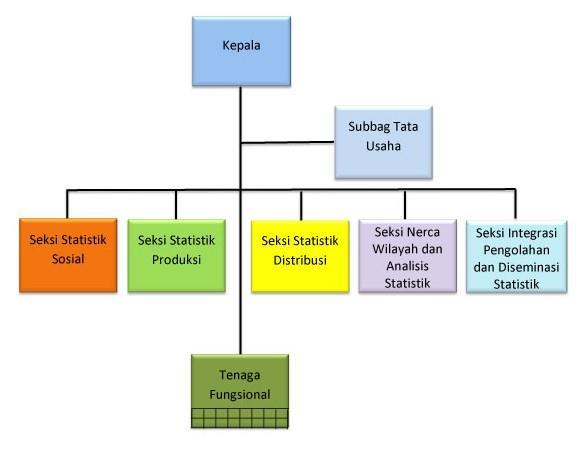 Kepala
Subbag Tata
Usaha
Seksi Statistik
Sosial
Seksi Statistik
Produksi
Seksi Statistik
Distribusi
Seksi Nerca
Wilayah dan
Analisis
Statistik
Seksi Integrasi
Pengolahan
dan Diseminasi
Statistik
Tenaga
Fungsional